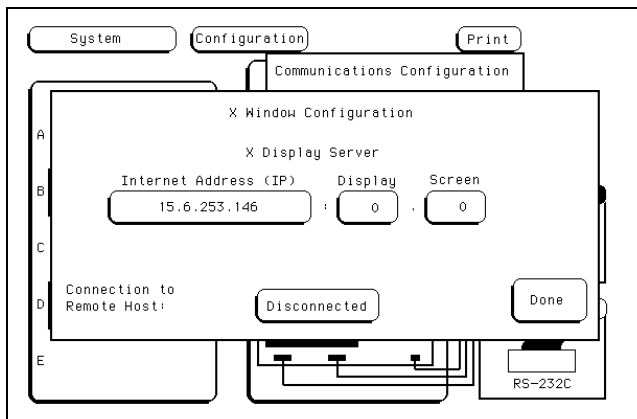 System Configuration Print
Communications Configuration
X Window Configuration
X Display Server
Internet Address (IP) Display Screen
15.6.253.146 : 0 . 0
Connection to
Remote Host:
Disconnected
Done
A
B
C
D
E
RS-232C